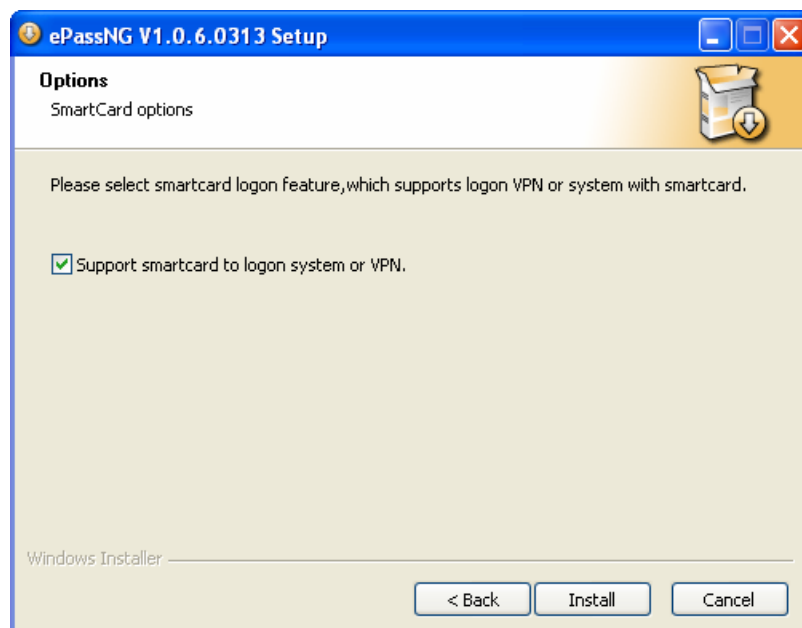 ePassNG V1.0.6.0313 Setup
Options
SmartCard options
Please select smartcard logon feature,which supports logon VPN or system with smartcard.
Support smartcard to logon system or VPN.
Windows Installer
< Back Install Cancel